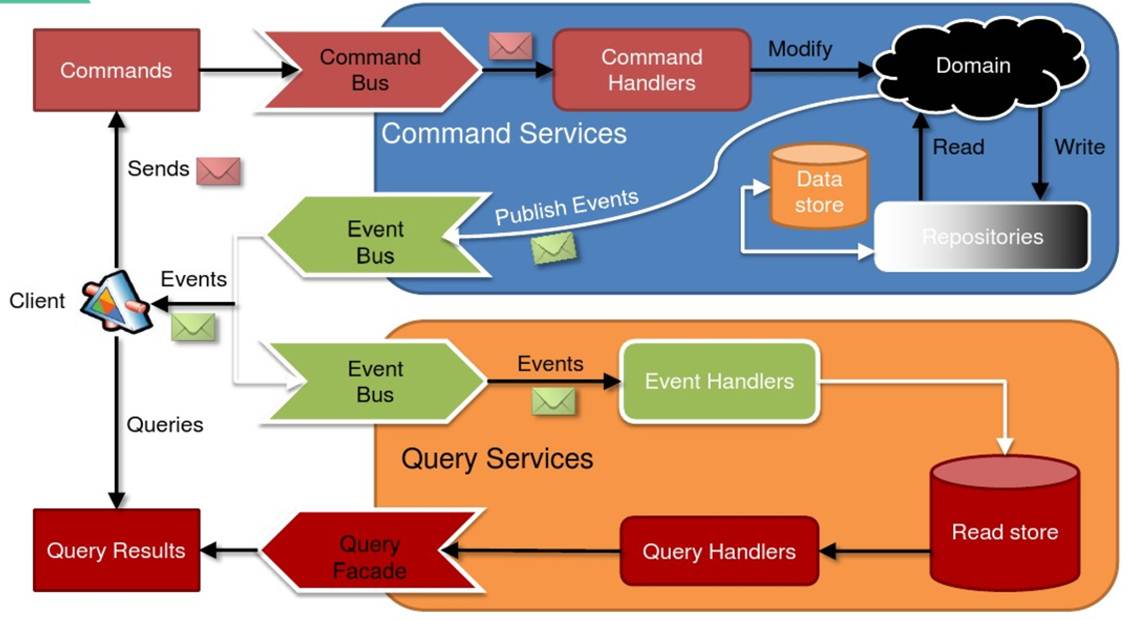 Commands
Command
Bus
Command
Handlers
Modify
Domain
Command Services
Sends
Read
Write
Data
store
Publish Events
Event
Bus
Repositories
Client
Events
Event
Bus
Events
Event Handlers
Queries
Query Services
Query Results
Query
Facade
Query Handlers
Read store